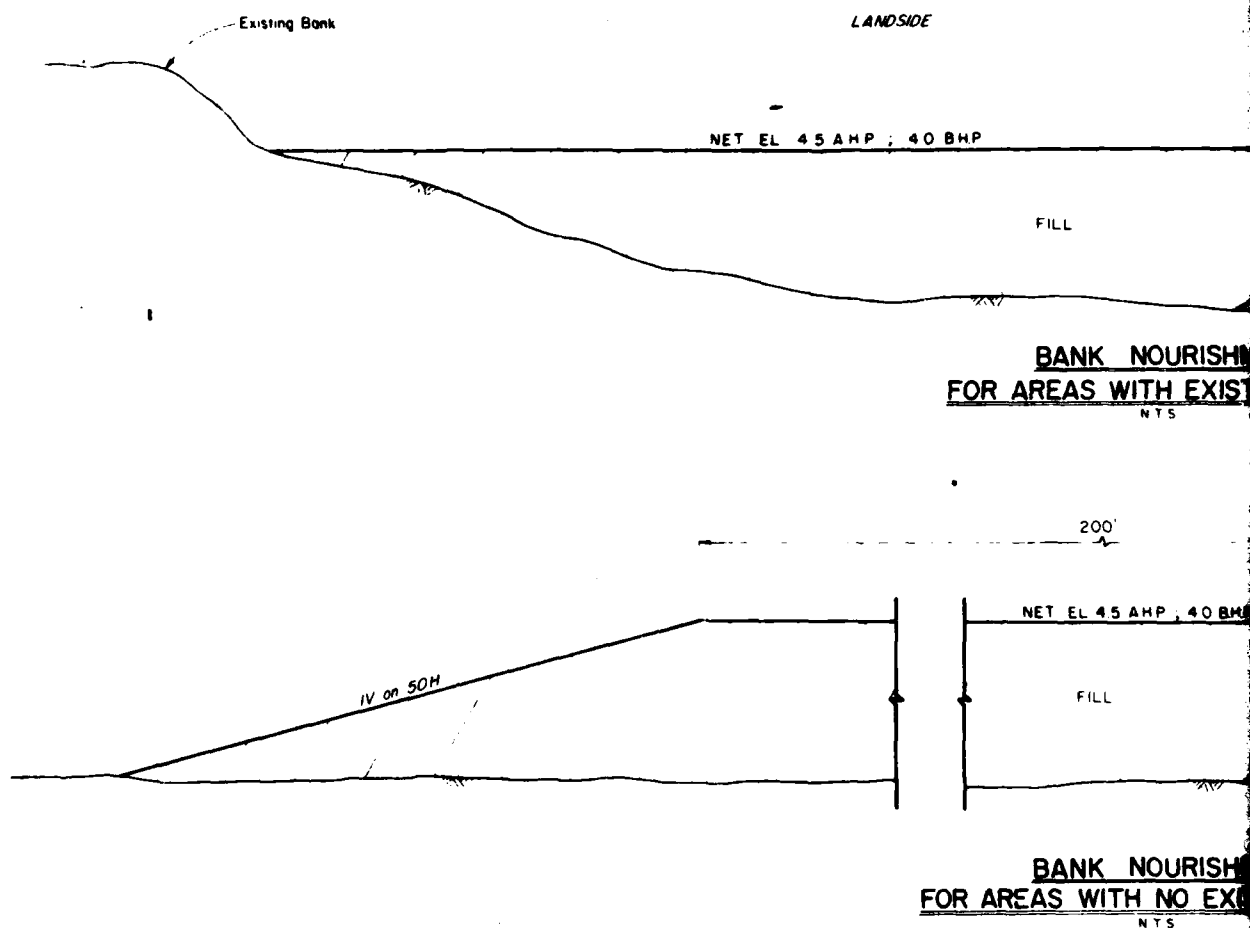 Existing Bank
LANDSIDE
NET EL 4.5 AHP ; 4.0 BHP
FILL
BANK NOURISH
FOR AREAS WITH EXIST
NTS
200'
NET EL 4.5 AHP ; 4.0 BH
1V on 50H
FILL
BANK NOURISH
FOR AREAS WITH NO EX
NTS